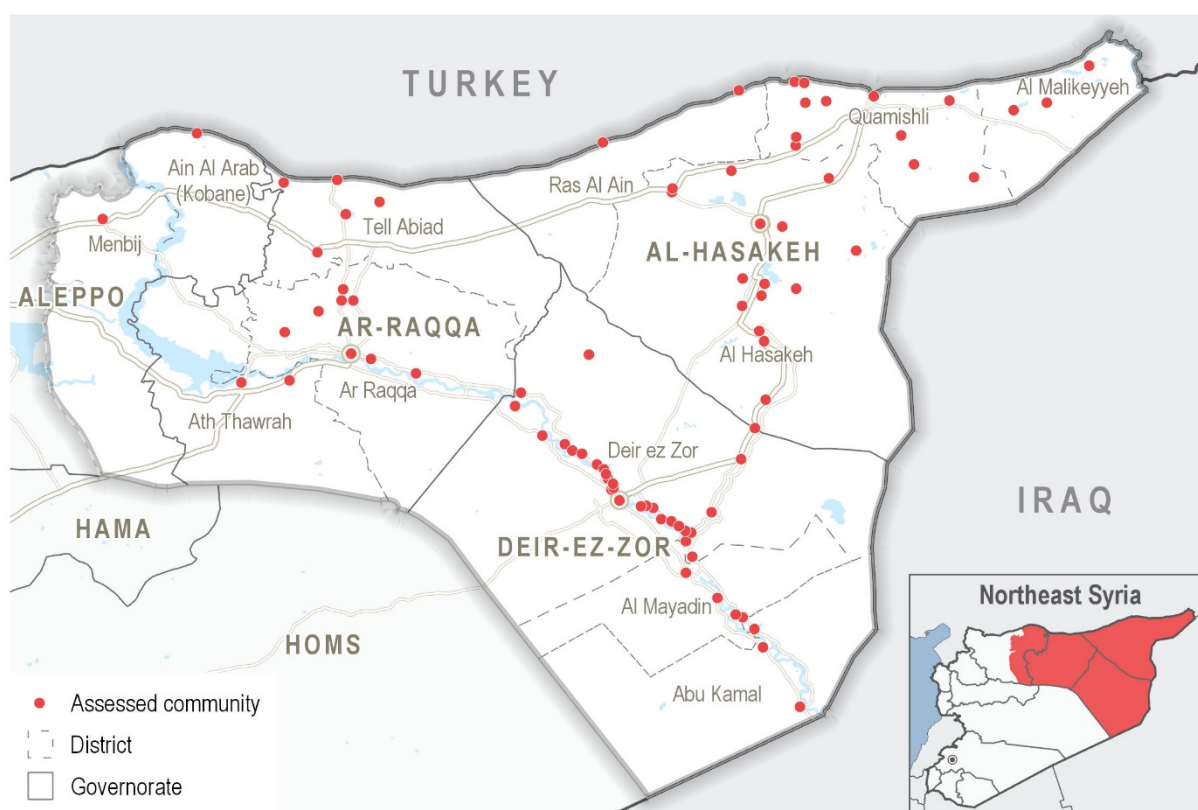 TURKEY
Al Malikeyyeh
Quamishli
Ain Al Arab
(Kobane)
Ras Al Ain
Tell Abiad
Menbij
AL-HASAKEH
ALEPPO
AR-RAQQA
Al Hasakeh
Ar Raqqa
Ath Thawrah
Deir ez Zor
IRAQ
HAMA
DEIR-EZ-ZOR
Al Mayadin
HOMS
Abu Kamal
Northeast Syria
Assessed community
District
Governorate